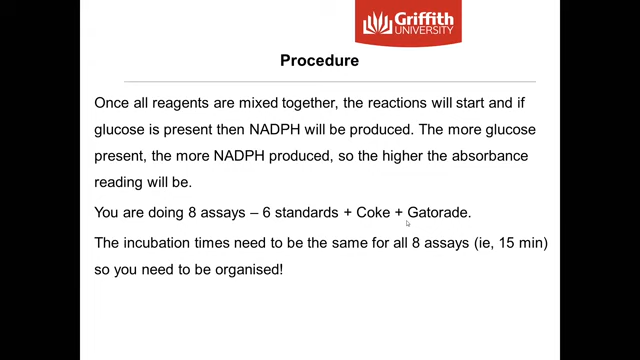 Griffith
UNIVERSITY
Procedure
Once all reagents are mixed together, the reactions will start and if
glucose is present then NADPH will be produced. The more glucose
present, the more NADPH produced, so the higher the absorbance
reading will be.
You are doing 8 assays – 6 standards + Coke + Gatorade.
The incubation times need to be the same for all 8 assays (ie, 15 min)
so you need to be organised!